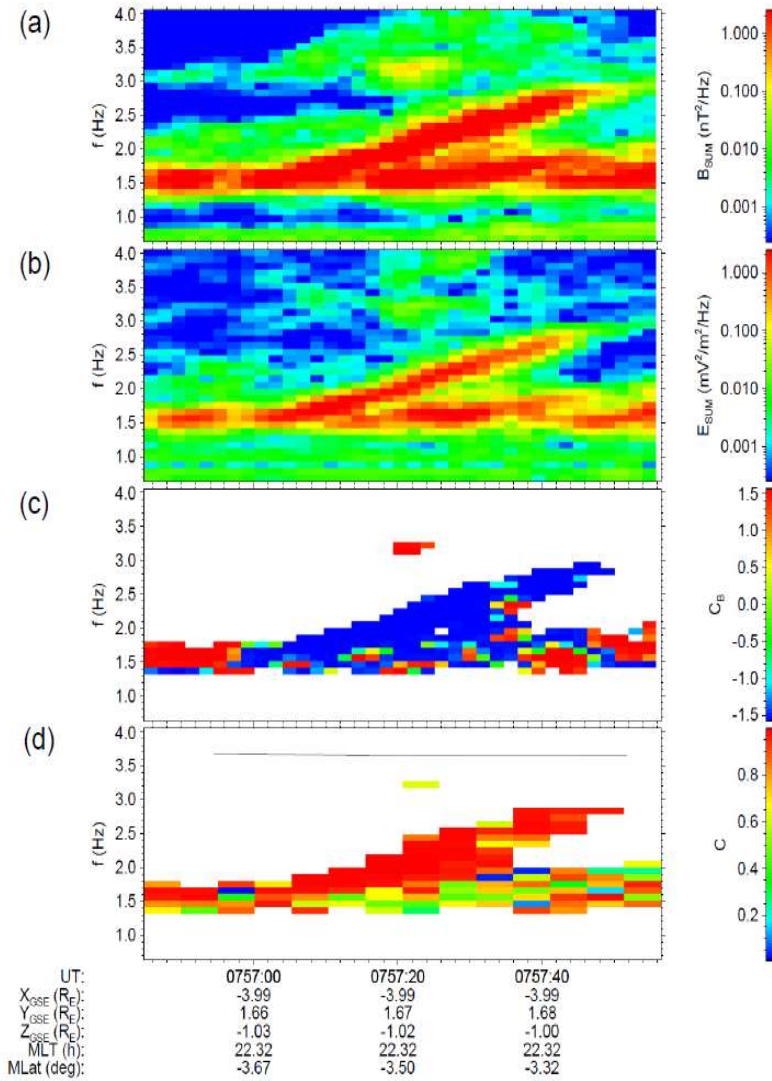 (a)
4.0
3.5
3.0
2.5
2.0
1.5
1.0
f (Hz)
1.000
0.100
0.010
0.001
B_SUM (nT²/Hz)
(b)
4.0
3.5
3.0
2.5
2.0
1.5
1.0
f (Hz)
1.000
0.100
0.010
0.001
E_SUM (mV²/m²/Hz)
(c)
4.0
3.5
3.0
2.5
2.0
1.5
1.0
f (Hz)
1.5
1.0
0.5
0.0
-0.5
-1.0
-1.5
C_B
(d)
4.0
3.5
3.0
2.5
2.0
1.5
1.0
f (Hz)
0.8
0.6
0.4
0.2
C
UT: 0757:00 0757:20 0757:40
X_GSE (R_E): -3.99 -3.99 -3.99
Y_GSE (R_E): 1.66 1.67 1.68
Z_GSE (R_E): -1.03 -1.02 -1.00
MLT (h): 22.32 22.32 22.32
MLat (deg): -3.67 -3.50 -3.32